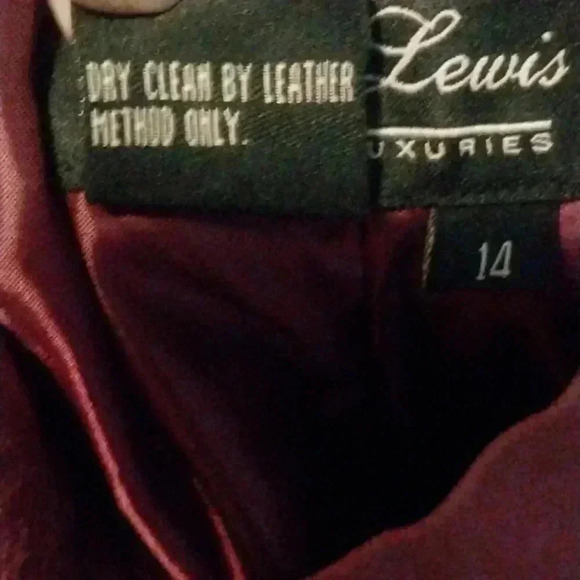 DRY CLEAN BY LEATHER
METHOD ONLY.
Lewis
UXURIES
14